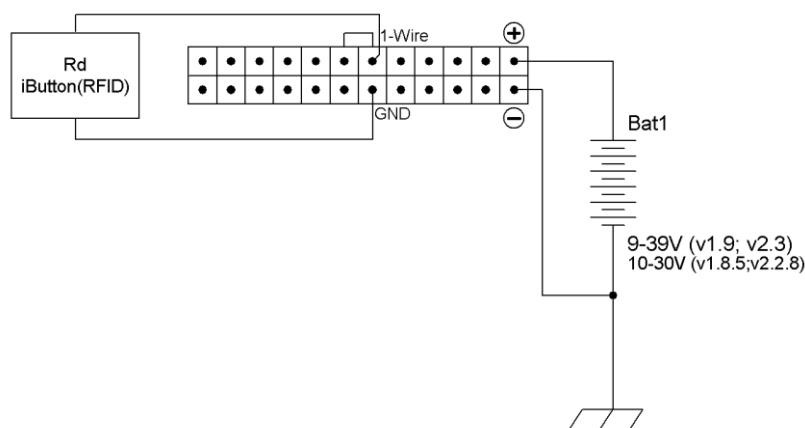 1-Wire
Rd
iButton(RFID)
GND
Bat1
9-39V (v1.9; v2.3)
10-30V (v1.8.5;v2.2.8)